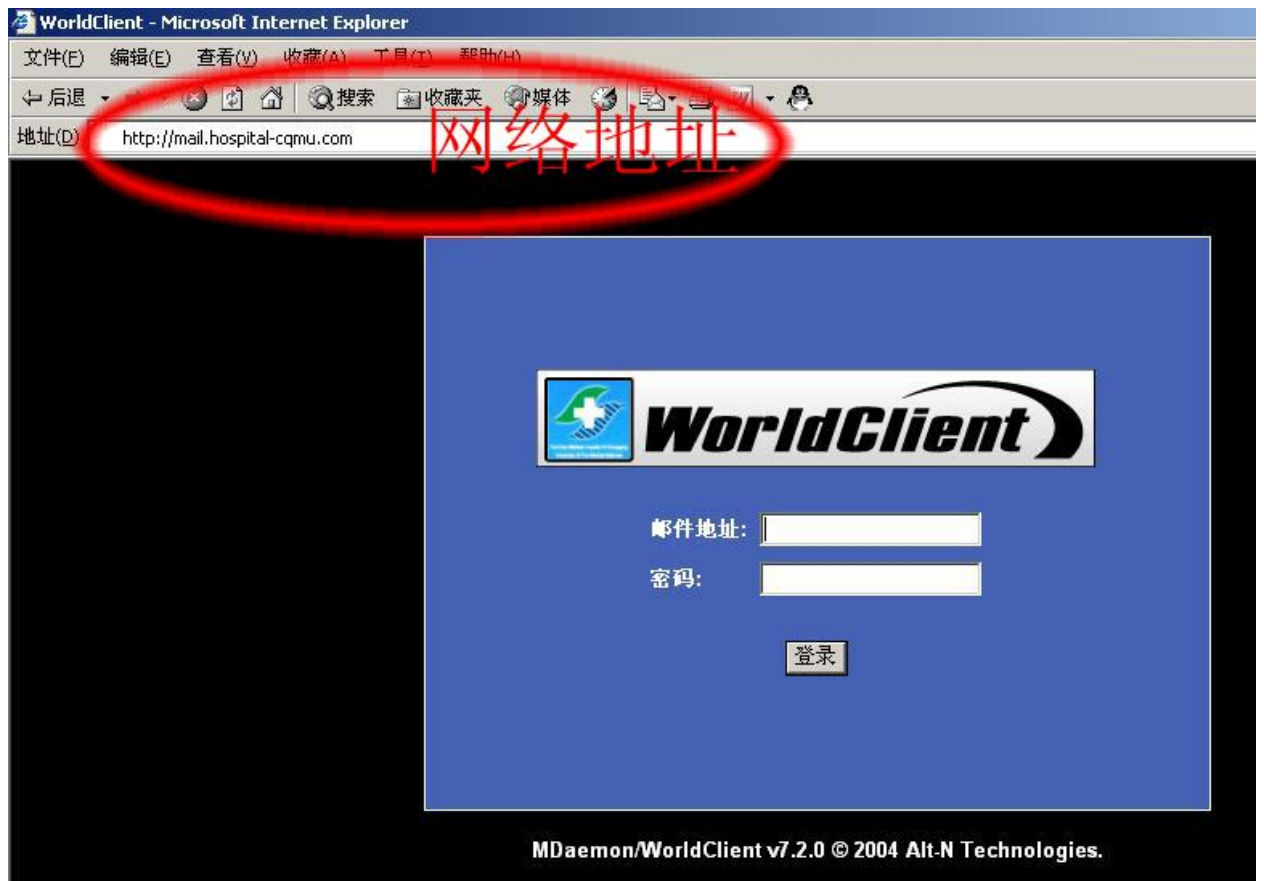 WorldClient - Microsoft Internet Explorer
文件(F) 编辑(E) 查看(V) 收藏(A) 工具(T) 帮助(H)
后退 搜索 收藏夹 媒体
地址(D) http://mail.hospital-cqmu.com
网络地址
WorldClient
邮件地址:
密码:
登录
MDaemon/WorldClient v7.2.0 © 2004 Alt-N Technologies.